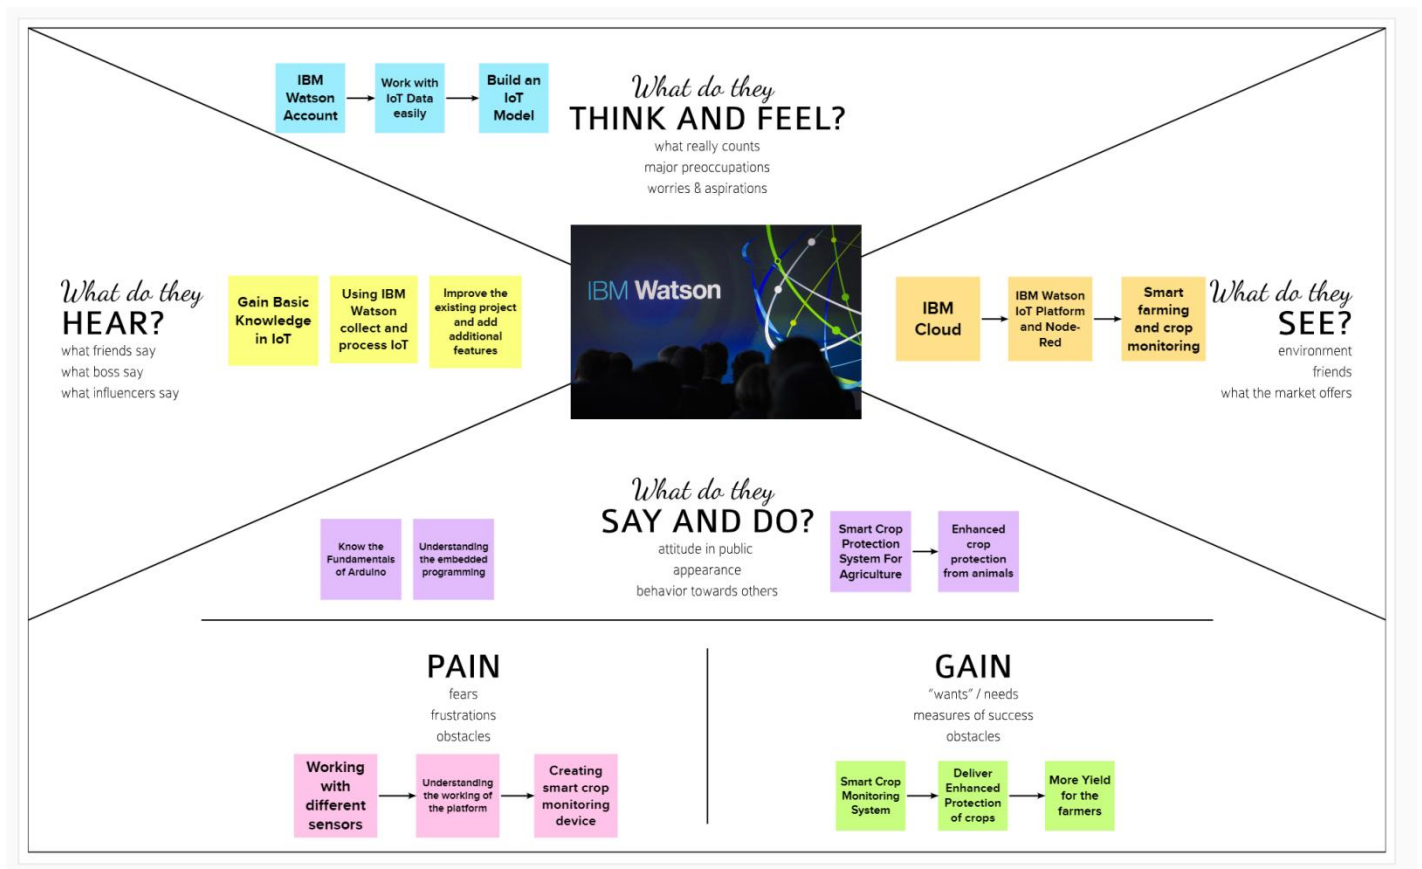 IBM
Watson
Account
Work with
IoT Data
easily
Build an
IoT
Model
What do they
THINK AND FEEL?
what really counts
major preoccupations
worries & aspirations
What do they
HEAR?
what friends say
what boss say
what influencers say
Gain Basic
Knowledge
in IoT
Using IBM
Watson
collect and
process IoT
Improve the
existing project
and add
additional
features
IBM Watson
IBM
Cloud
IBM Watson
IoT Platform
and Node-
Red
Smart
farming
and crop
monitoring
What do they
SEE?
environment
friends
what the market offers
What do they
SAY AND DO?
attitude in public
appearance
behavior towards others
Know the
Fundamentals
of Arduino
Understanding
the embedded
programming
Smart Crop
Protection
System For
Agriculture
Enhanced
crop
protection
from animals
PAIN
fears
frustrations
obstacles
Working
with
different
sensors
Understanding
the working of
the platform
Creating
smart crop
monitoring
device
GAIN
“wants” / needs
measures of success
obstacles
Smart Crop
Monitoring
System
Deliver
Enhanced
Protection
of crops
More Yield
for the
farmers